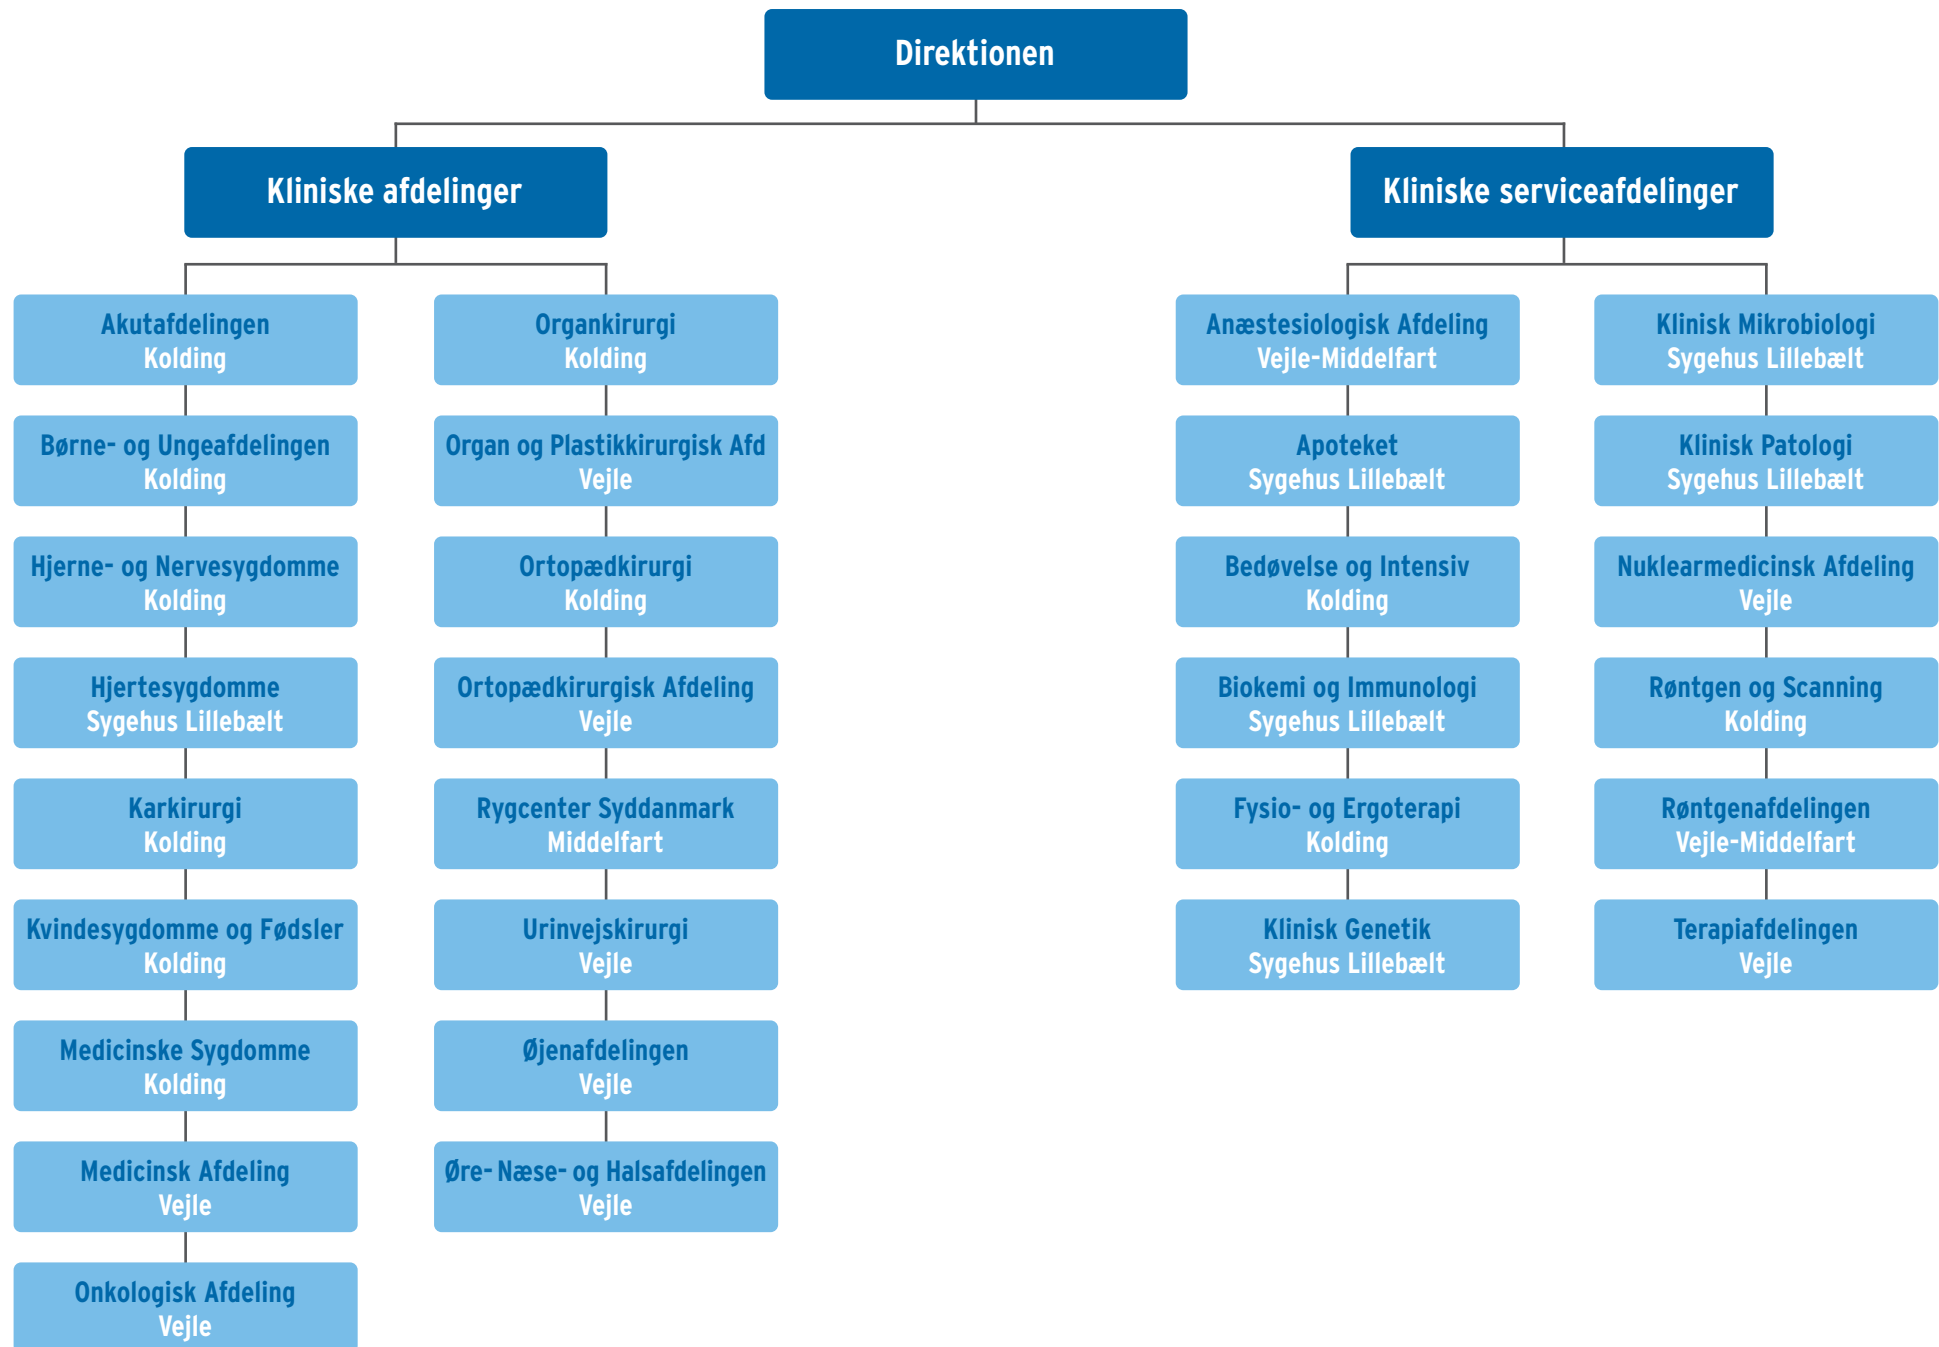 Direktionen
Kliniske afdelinger
Akutafdelingen
Kolding
Børne- og Ungeafdelingen
Kolding
Hjerne- og Nervesygdomme
Kolding
Hjertesygdomme
Sygehus Lillebælt
Karkirurgi
Kolding
Kvindesygdomme og Fødsler
Kolding
Medicinske Sygdomme
Kolding
Medicinsk Afdeling
Vejle
Onkologisk Afdeling
Vejle
Organkirurgi
Kolding
Organ og Plastikkirurgisk Afd
Vejle
Ortopædkirurgi
Kolding
Ortopædkirurgisk Afdeling
Vejle
Rygcenter Syddanmark
Middelfart
Urinvejskirurgi
Vejle
Øjenafdelingen
Vejle
Øre- Næse- og Halsafdelingen
Vejle
Kliniske serviceafdelinger
Anæstesiologisk Afdeling
Vejle-Middelfart
Apoteket
Sygehus Lillebælt
Bedøvelse og Intensiv
Kolding
Biokemi og Immunologi
Sygehus Lillebælt
Fysio- og Ergoterapi
Kolding
Klinisk Genetik
Sygehus Lillebælt
Klinisk Mikrobiologi
Sygehus Lillebælt
Klinisk Patologi
Sygehus Lillebælt
Nuklearmedicinsk Afdeling
Vejle
Røntgen og Scanning
Kolding
Røntgenafdelingen
Vejle-Middelfart
Terapiafdelingen
Vejle